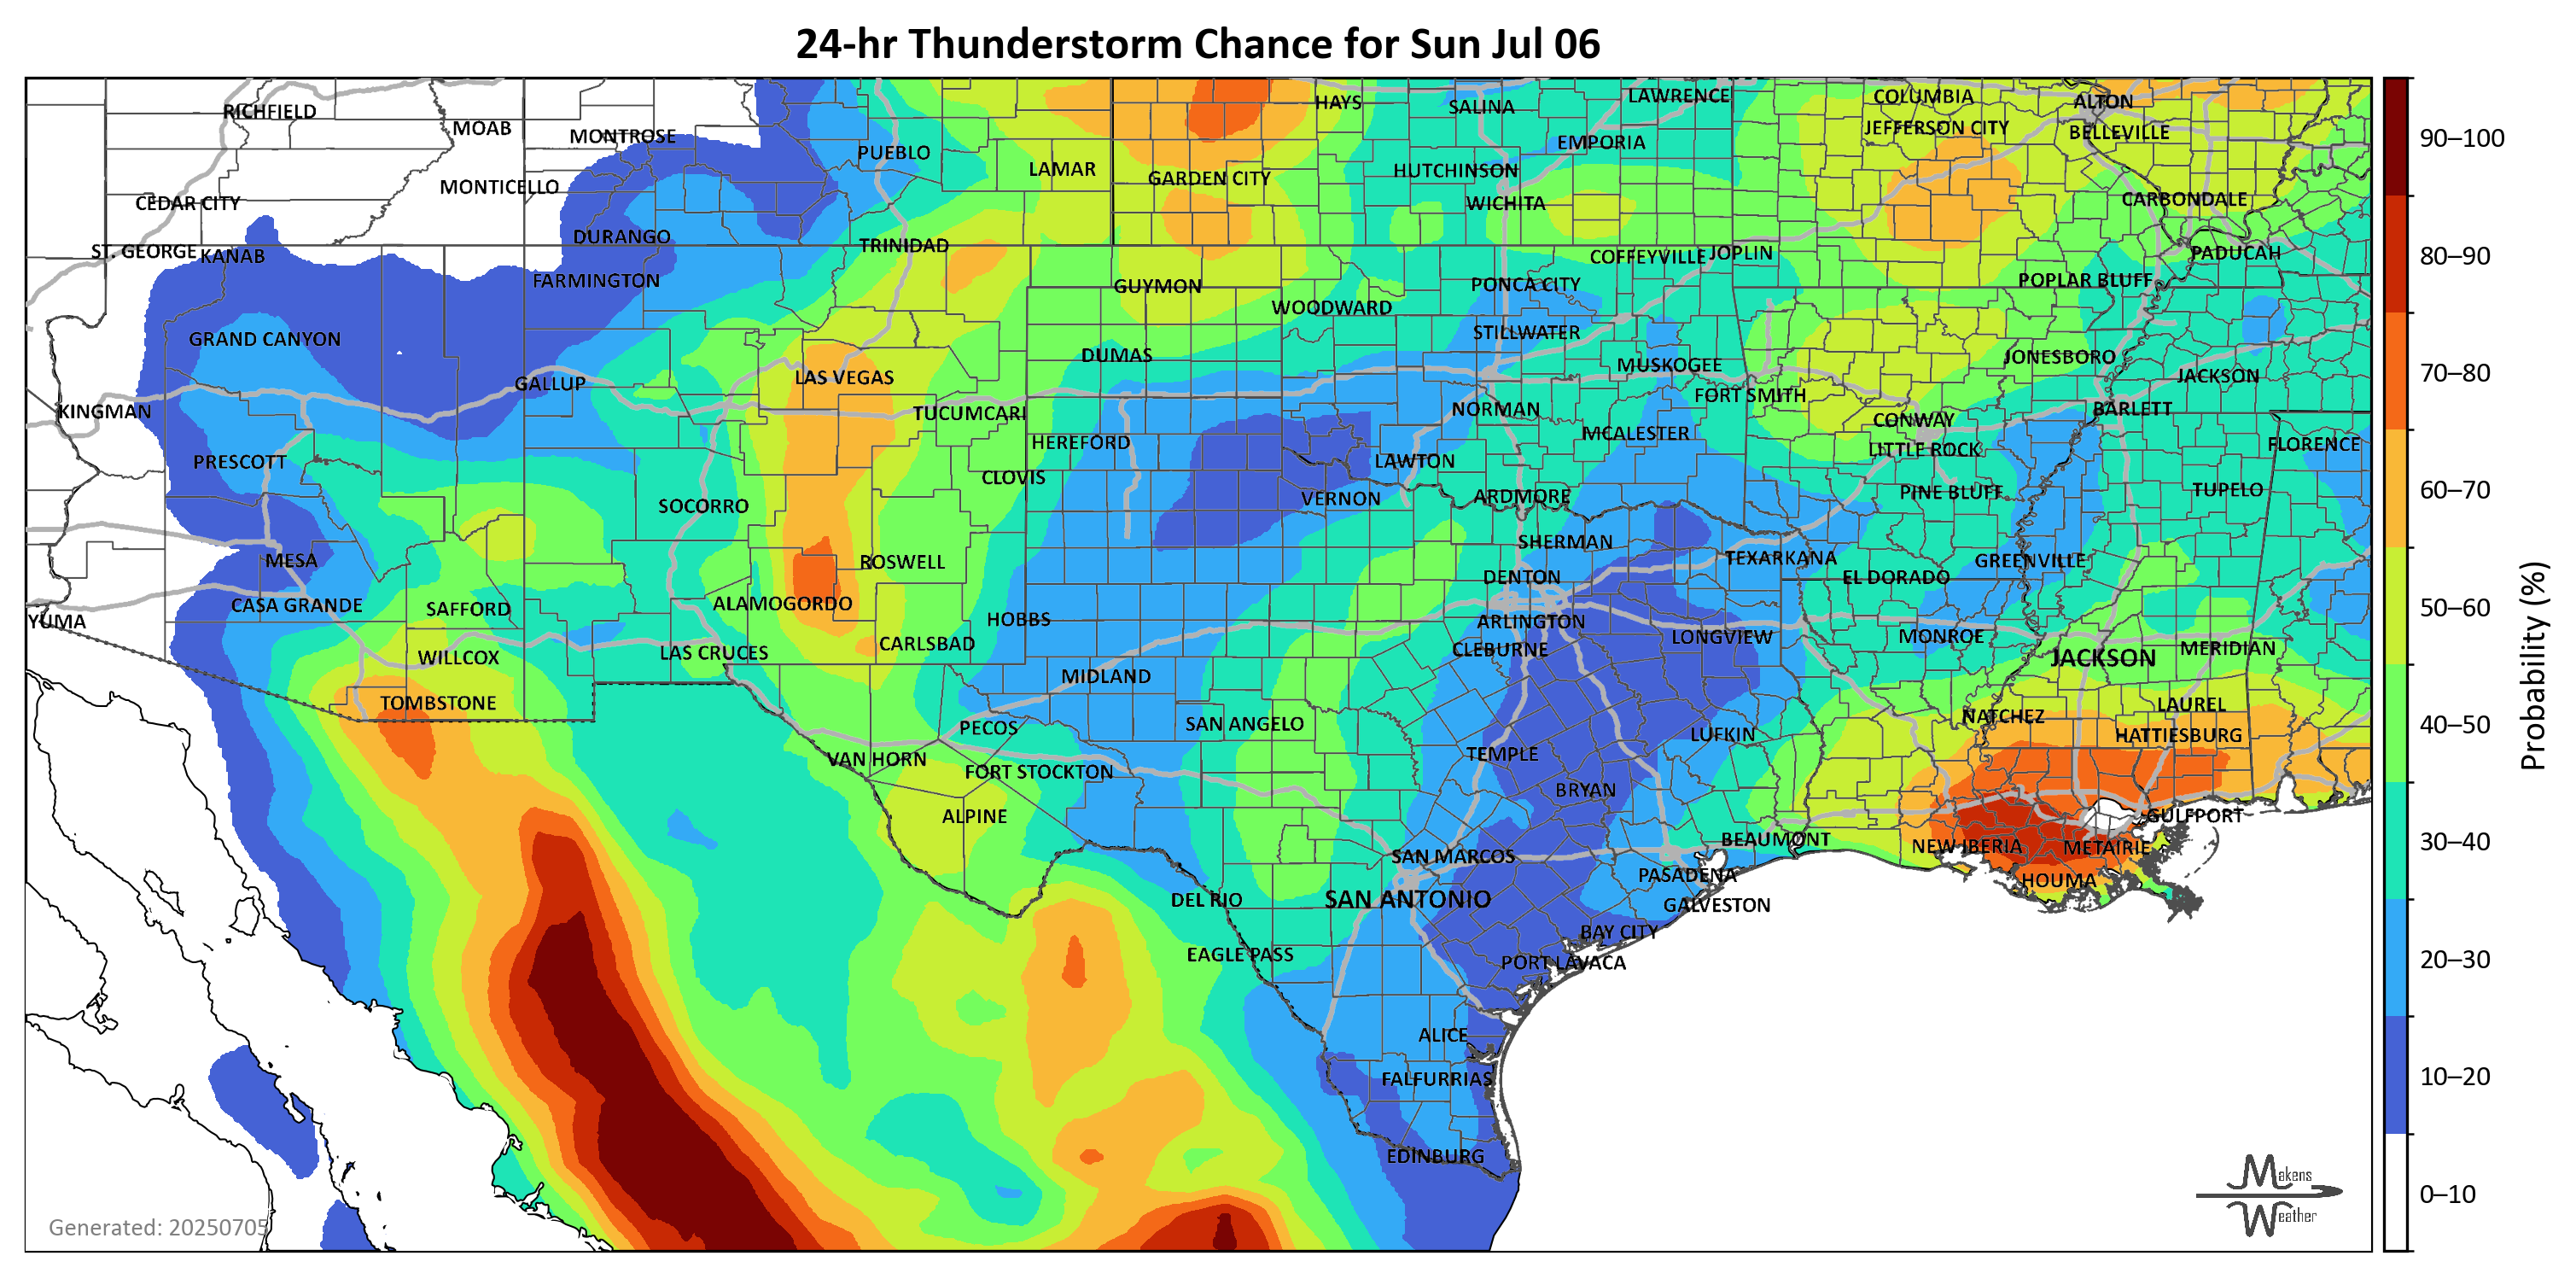 24-hr Thunderstorm Chance for Sun Jul 06
RICHFIELD
MOAB
MONTROSE
PUEBLO
LAMAR
GARDEN CITY
HAYS
SALINA
LAWRENCE
EMPORIA
HUTCHINSON
WICHITA
COLUMBIA
JEFFERSON CITY
ALTON
BELLEVILLE
CARBONDALE
MONTICELLO
CEDAR CITY
DURANGO
TRINIDAD
ST. GEORGE
KANAB
FARMINGTON
GUYMON
WOODWARD
PONCA CITY
COFFEYVILLE
JOPLIN
POPLAR BLUFF
PADUCAH
GRAND CANYON
DUMAS
STILLWATER
MUSKOGEE
JONESBORO
JACKSON
GALLUP
LAS VEGAS
KINGMAN
TUCUMCARI
NORMAN
FORT SMITH
CONWAY
BARLETT
HEREFORD
MCALESTER
LITTLE ROCK
FLORENCE
PRESCOTT
CLOVIS
LAWTON
VERNON
ARDMORE
PINE BLUFF
TUPELO
SOCORRO
MESA
ROSWELL
SHERMAN
TEXARKANA
GREENVILLE
DENTON
EL DORADO
CASA GRANDE
SAFFORD
ALAMOGORDO
YUMA
HOBBS
ARLINGTON
LONGVIEW
MONROE
WILLCOX
LAS CRUCES
CARLSBAD
CLEBURNE
JACKSON
MERIDIAN
MIDLAND
TOMBSTONE
PECOS
SAN ANGELO
LUFKIN
NATCHEZ
LAUREL
HATTIESBURG
VAN HORN
FORT STOCKTON
TEMPLE
BRYAN
ALPINE
GULFPORT
BEAUMONT
NEW IBERIA
METAIRIE
SAN MARCOS
PASADENA
HOUMA
DEL RIO
SAN ANTONIO
GALVESTON
EAGLE PASS
BAY CITY
PORT LAVACA
ALICE
FALFURRIAS
EDINBURG
Generated: 20250705
Makens
Weather
90–100
80–90
70–80
60–70
50–60
40–50
30–40
20–30
10–20
0–10
Probability (%)